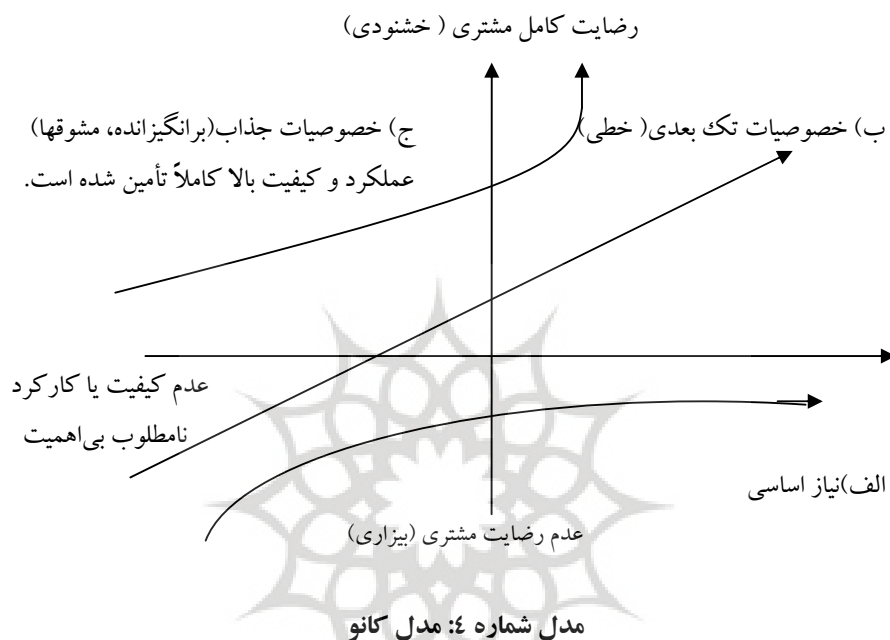 رضایت کامل مشتری ( خشنودی)
ب) خصوصیات تک بعدی( خطی)
ج) خصوصیات جذاب(برانگیزانده، مشوقها)
عملکرد و کیفیت بالا کاملاً تأمین شده است.
عدم کیفیت یا کارکرد
نامطلوب بی‌اهمیت
الف)نیاز اساسی
عدم رضایت مشتری (بیزاری)
مدل شماره ٤: مدل کانو